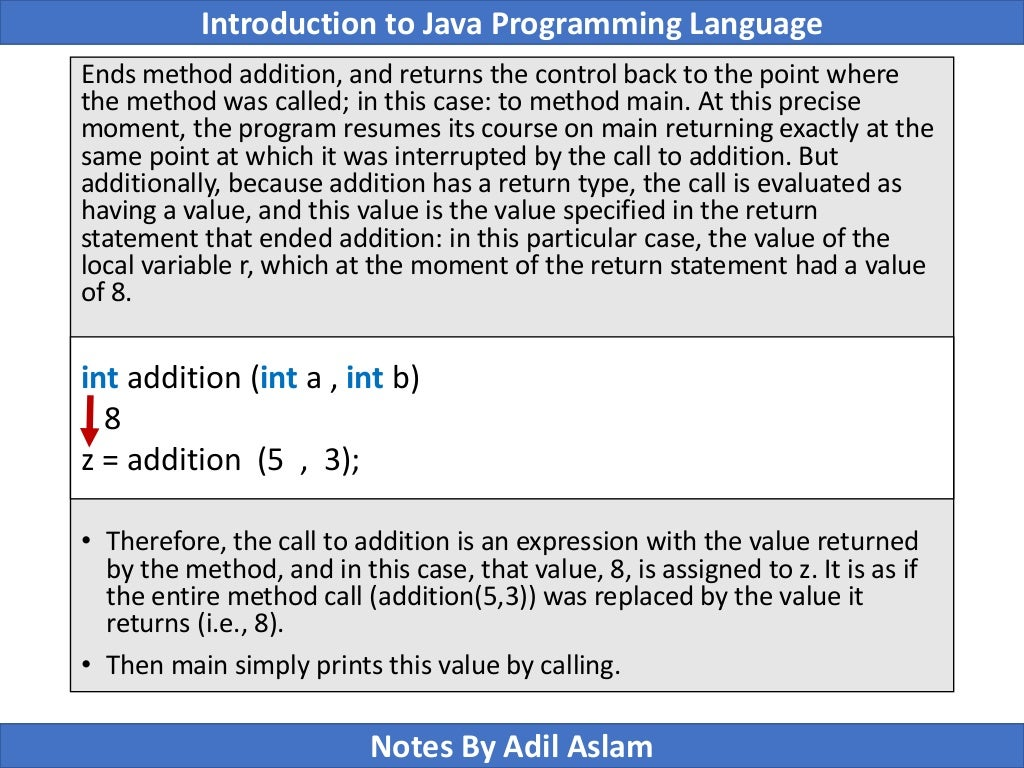 Introduction to Java Programming Language
Ends method addition, and returns the control back to the point where
the method was called; in this case: to method main. At this precise
moment, the program resumes its course on main returning exactly at the
same point at which it was interrupted by the call to addition. But
additionally, because addition has a return type, the call is evaluated as
having a value, and this value is the value specified in the return
statement that ended addition: in this particular case, the value of the
local variable r, which at the moment of the return statement had a value
of 8.
int addition (int a , int b)
8
z = addition  (5  ,  3);
• Therefore, the call to addition is an expression with the value returned
by the method, and in this case, that value, 8, is assigned to z. It is as if
the entire method call (addition(5,3)) was replaced by the value it
returns (i.e., 8).
• Then main simply prints this value by calling.
Notes By Adil Aslam